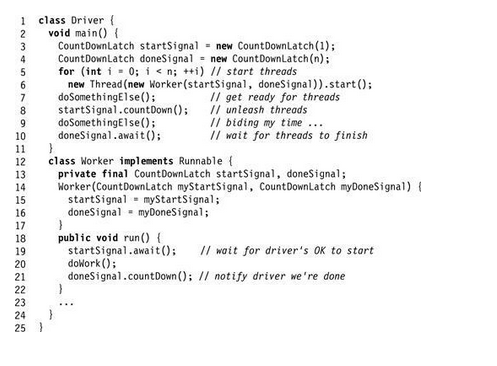 1 class Driver {
2   void main() {
3     CountDownLatch startSignal = new CountDownLatch(1);
4     CountDownLatch doneSignal = new CountDownLatch(n);
5     for (int i = 0; i < n; ++i) // start threads
6       new Thread(new Worker(startSignal, doneSignal)).start();
7     doSomethingElse();         // get ready for threads
8     startSignal.countDown();   // unleash threads
9     doSomethingElse();         // biding my time ...
10     doneSignal.await();        // wait for threads to finish
11   }
12   class Worker implements Runnable {
13     private final CountDownLatch startSignal, doneSignal;
14     Worker(CountDownLatch myStartSignal, CountDownLatch myDoneSignal) {
15       startSignal = myStartSignal;
16       doneSignal = myDoneSignal;
17     }
18     public void run() {
19       startSignal.await();    // wait for driver's OK to start
20       doWork();
21       doneSignal.countDown(); // notify driver we're done
22     }
23     ...
24   }
25 }